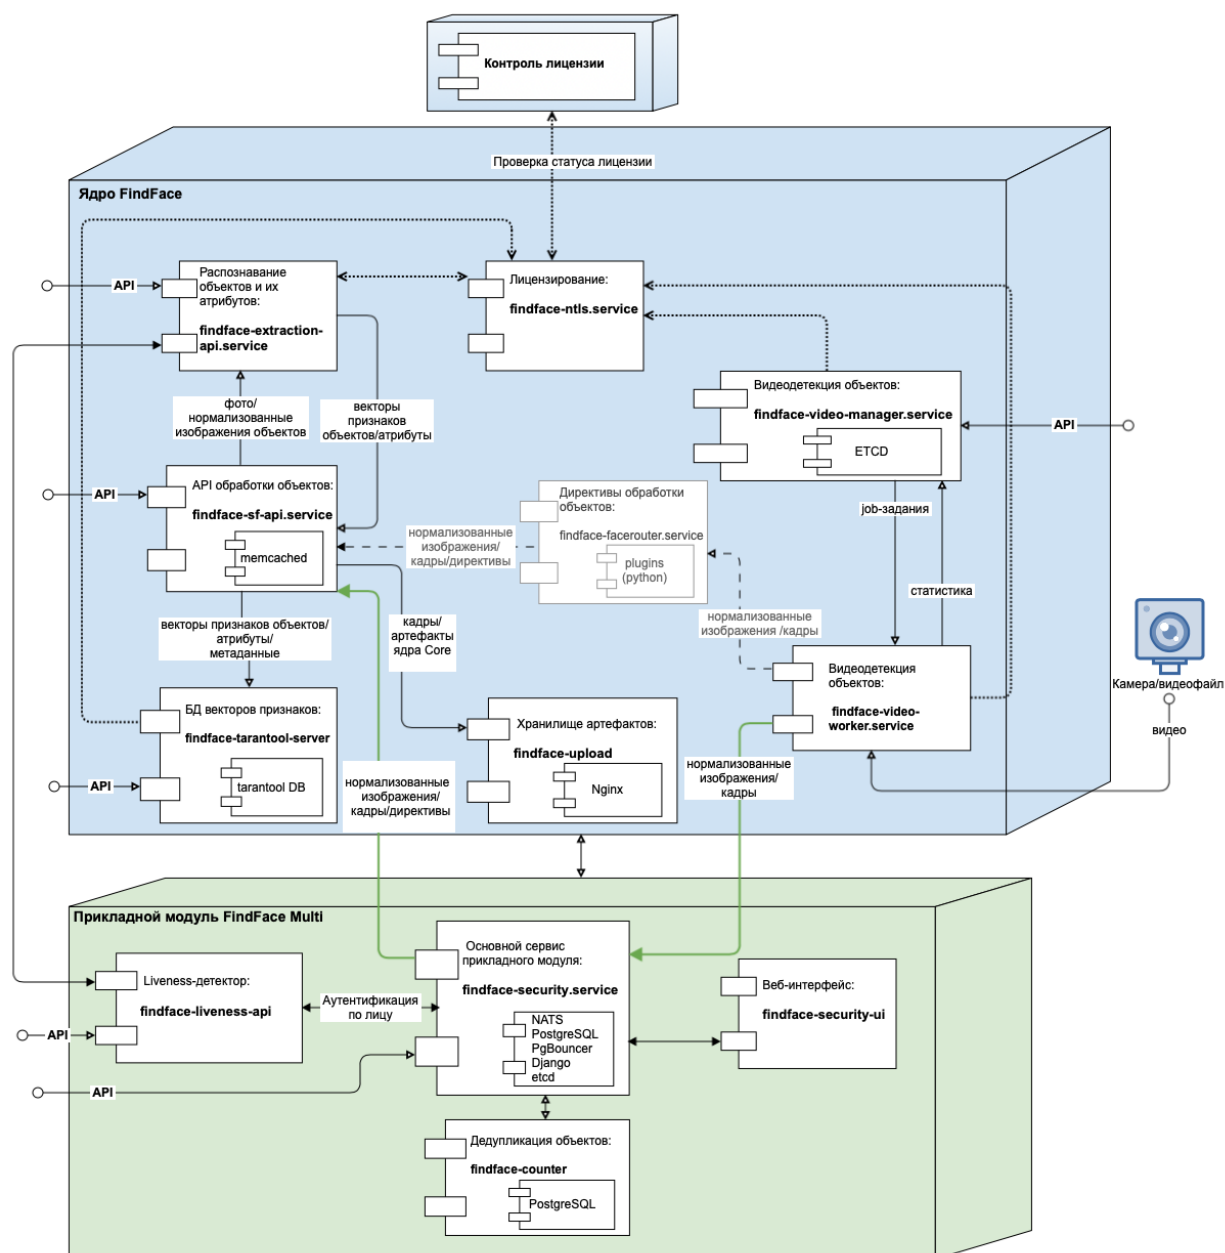 Контроль лицензии
Проверка статуса лицензии
Ядро FindFace
Распознавание
объектов и их
атрибутов:
findface-extraction-
api.service
API
Лицензирование:
findface-ntls.service
Видеодетекция объектов:
findface-video-manager.service
ETCD
API
фото/
нормализованные
изображения объектов
векторы
признаков
объектов/атрибуты
API обработки объектов:
findface-sf-api.service
memcached
API
Директивы обработки
объектов:
findface-facerouter.service
plugins
(python)
нормализованные
изображения/
кадры/директивы
job-задания
статистика
нормализованные
изображения /кадры
кадры/
артефакты
ядра Core
векторы признаков объектов/
атрибуты/
метаданные
Видеодетекция
объектов:
findface-video-
worker.service
Камера/видеофайл
видео
БД векторов признаков:
findface-tarantool-server
tarantool DB
API
Хранилище артефактов:
findface-upload
Nginx
нормализованные
изображения/
кадры/директивы
нормализованные
изображения/
кадры
Прикладной модуль FindFace Multi
Liveness-детектор:
findface-liveness-api
API
Аутентификация
по лицу
Основной сервис
прикладного модуля:
findface-security.service
NATS
PostgreSQL
PgBouncer
Django
etcd
Веб-интерфейс:
findface-security-ui
API
Дедупликация объектов:
findface-counter
PostgreSQL